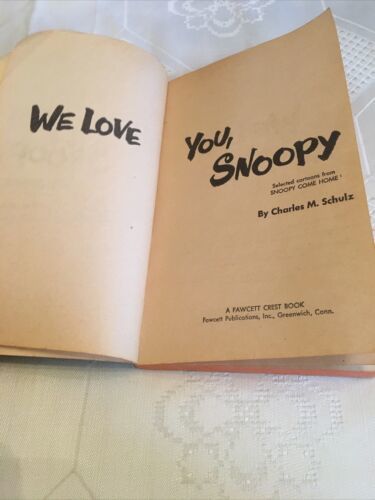 WE LOVE
YOU,
SNOOPY
Selected cartoons from
SNOOPY COME HOME!
By Charles M. Schulz
A FAWCETT CREST BOOK
Fawcett Publications, Inc., Greenwich, Conn.